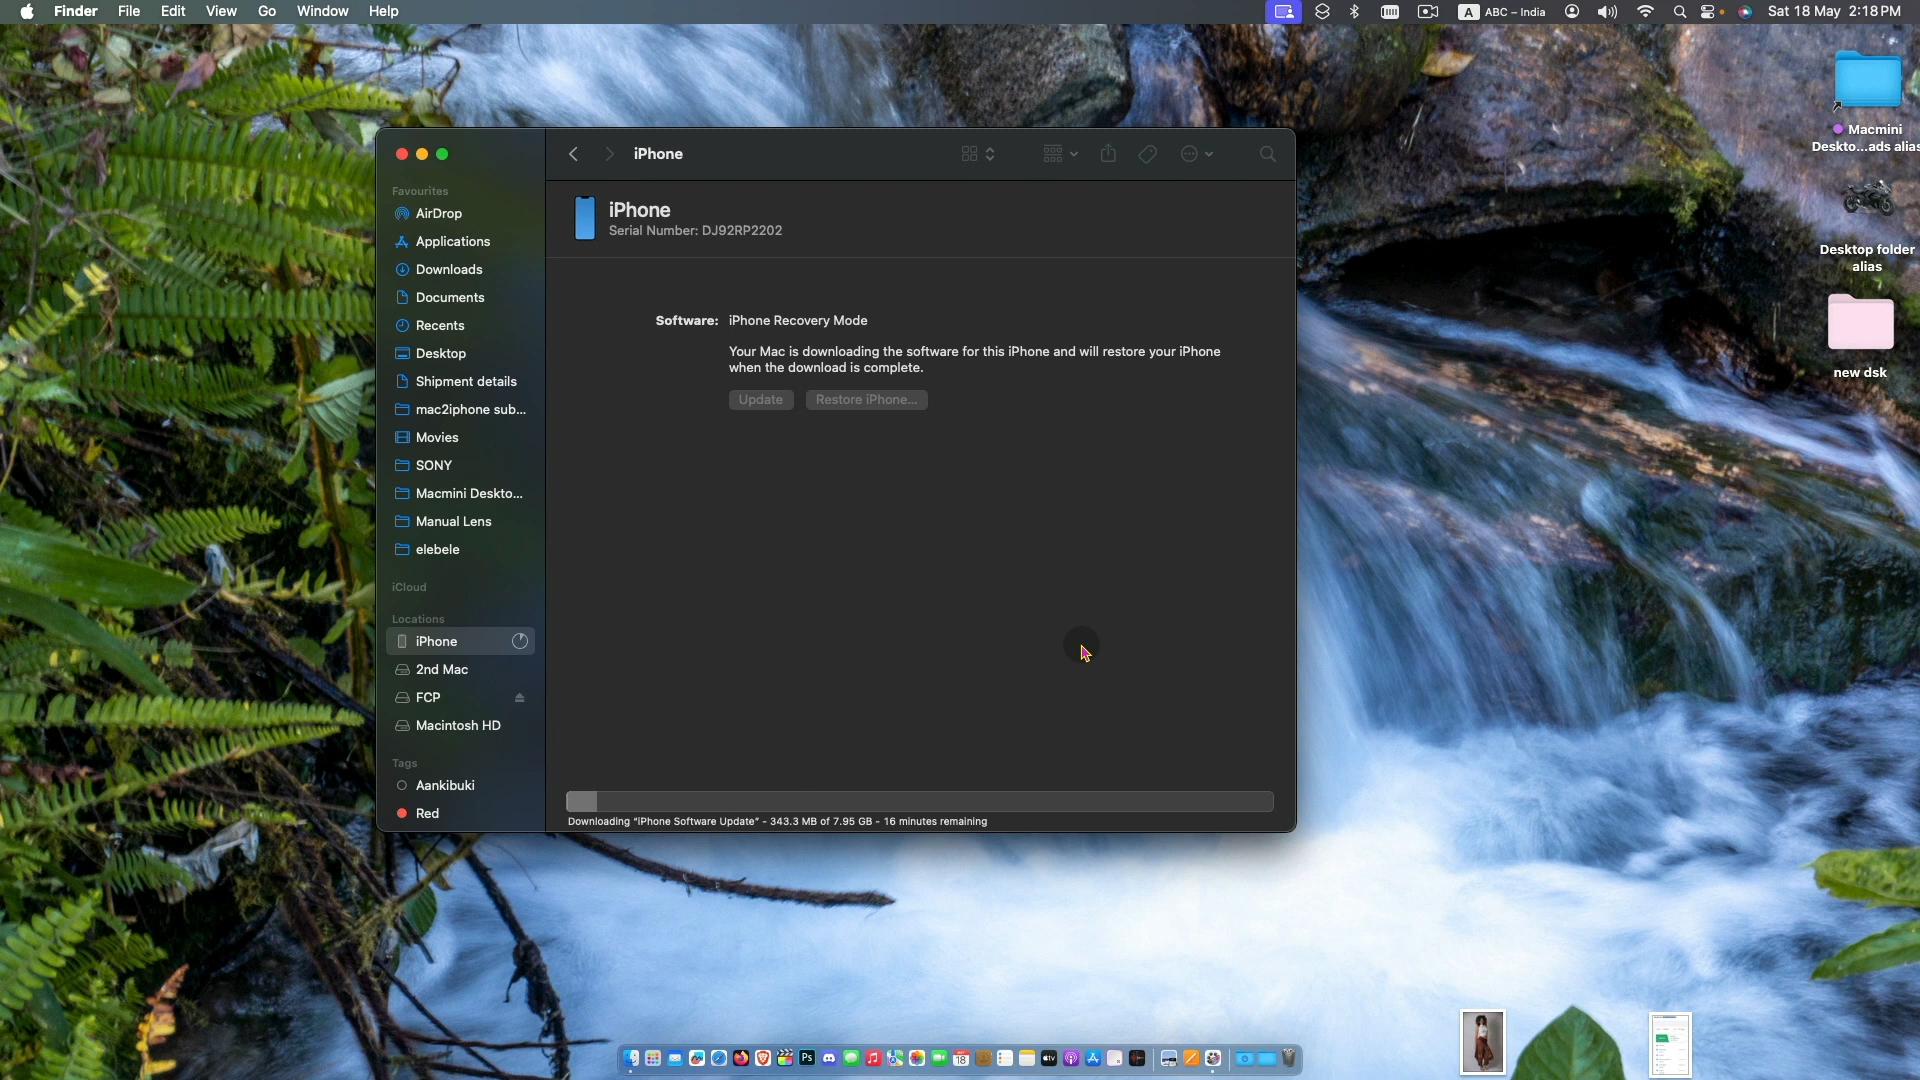 Finder File Edit View Go Window Help
A ABC – India Sat 18 May 2:18 PM
Macmini
Deskto...ads alias
Desktop folder
alias
new dsk
iPhone
iPhone
Serial Number: DJ92RP2202
Software: iPhone Recovery Mode
Your Mac is downloading the software for this iPhone and will restore your iPhone
when the download is complete.
Update Restore iPhone...
Favourites
AirDrop
Applications
Downloads
Documents
Recents
Desktop
Shipment details
mac2iphone sub...
Movies
SONY
Macmini Deskto...
Manual Lens
elebele
iCloud
Locations
iPhone
2nd Mac
FCP
Macintosh HD
Tags
Aankibuki
Red
Downloading “iPhone Software Update” - 343.3 MB of 7.95 GB - 16 minutes remaining
Ps
18
tv